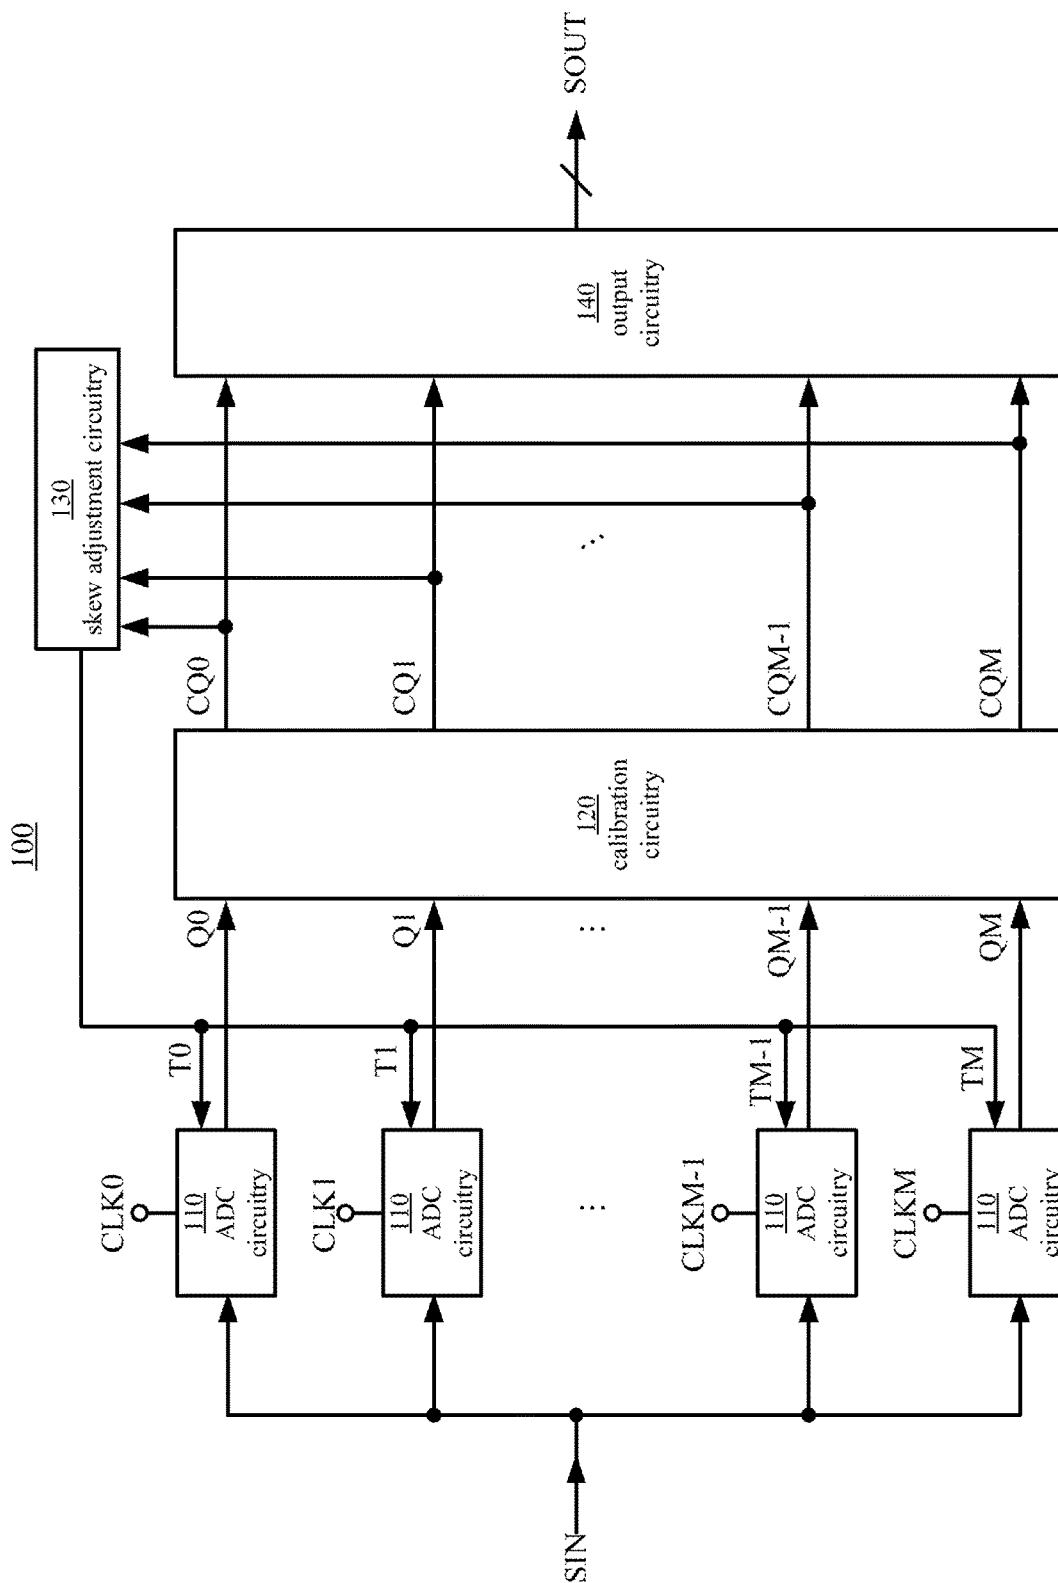 100
130
skew adjustment circuitry
CLK0
110
ADC
circuitry
T0
Q0
CQ0
CLK1
110
ADC
circuitry
T1
Q1
CQ1
SIN
...
...
120
calibration
circuitry
...
140
output
circuitry
SOUT
CLKM-1
110
ADC
circuitry
TM-1
QM-1
CQM-1
CLKM
110
ADC
circuitry
TM
QM
CQM